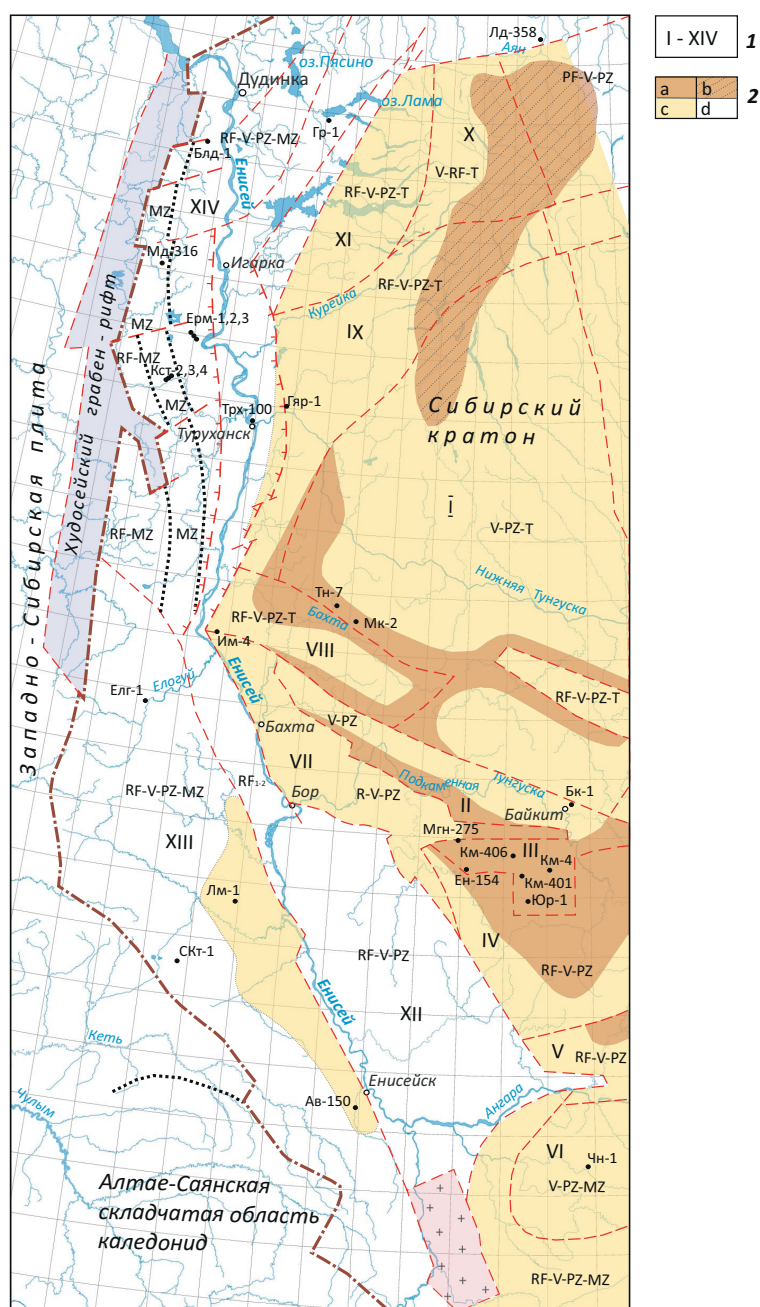 Лд-358
Аян
I - XIV 1
a b
c d
2
оз.Пясино
Дудинка
оз.Лама
PF-V-PZ
X
Гр-1
RF-V-PZ-MZ
Блд-1
Енисей
V-RF-T
RF-V-PZ-T
MZ
XIV
XI
Мд-316
Игарка
RF-V-PZ-T
Курейка
IX
MZ
Ерм-1,2,3
RF-MZ
Кст-2,3,4
MZ
Трх-100
Гяр-1
Туруханск
Сибирский
кратон
Западно-Сибирская плита
Худосейский грабен-рифт
I
V-PZ-T
RF-MZ
MZ
Нижняя Тунгуска
Тн-7
Бахта
Мк-2
RF-V-PZ-T
Им-4
VIII
Енисей
Елогуй
Елг-1
RF-V-PZ-T
V-PZ
Бахта
VII
RF-V-PZ-MZ
RF1-2
R-V-PZ
Подкаменная Тунгуска
Бор
II
Бк-1
Байкит
Мгн-275
XIII
Км-406
III
Км-4
Ен-154
Км-401
Юр-1
Лм-1
IV
СКт-1
RF-V-PZ
RF-V-PZ
Енисей
XII
Кеть
V
RF-V-PZ
Енисейск
Чулым
Ав-150
Ангара
VI
Чн-1
V-PZ-MZ
Алтае-Саянская
складчатая область
каледонид
RF-V-PZ-MZ